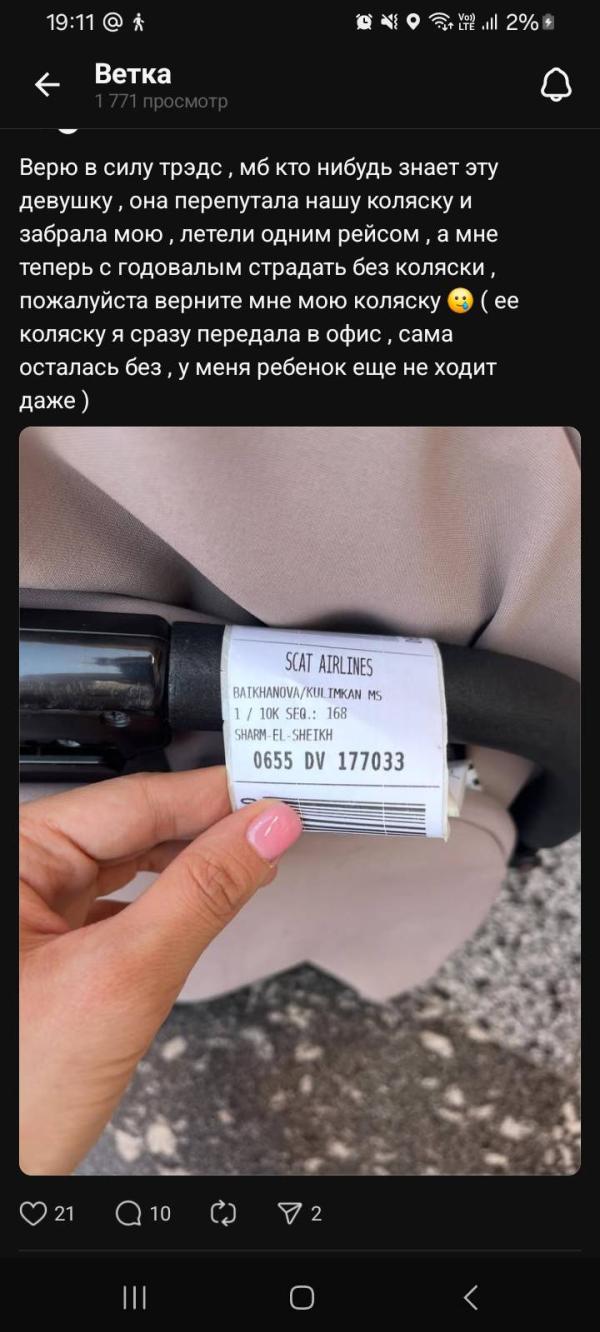 19:11 @ Vo)) LTE 2%
Ветка
1 771 просмотр
Верю в силу трэдс , мб кто нибудь знает эту
девушку , она перепутала нашу коляску и
забрала мою , летели одним рейсом , а мне
теперь с годовалым страдать без коляски ,
пожалуйста верните мне мою коляску 🥲 ( ее
коляску я сразу передала в офис , сама
осталась без , у меня ребенок еще не ходит
даже )
SCAT AIRLINES
BAIKHANOVA/KULIMKAN MS
1 / 10K SEQ.: 168
SHARM-EL-SHEIKH
0655 DV 177033
21 10 2